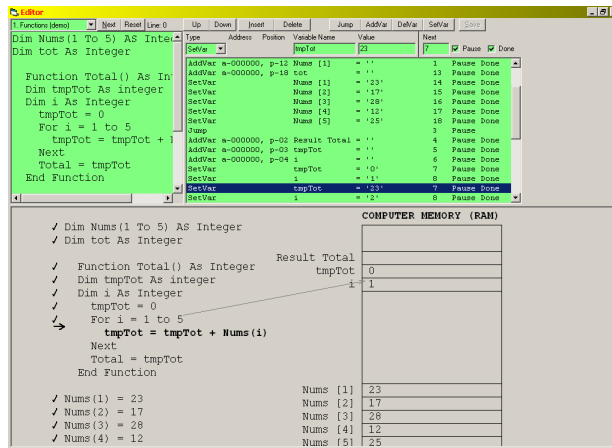 Editor
1. Functions (demo) Next Reset Line: 0 Up Down Insert Delete Jump AddVar DelVar SetVar Save
Type Address Position Variable Name Value Next
SetVar tmpTot 23 7 Pause Done
Dim Nums(1 To 5) As Inte
Dim tot As Integer
Function Total() As In
Dim tmpTot As integer
Dim i As Integer
tmpTot = 0
For i = 1 to 5
tmpTot = tmpTot +
Next
Total = tmpTot
End Function
AddVar a-000000, p-12 Nums [1] = '' 1 Pause Done
AddVar a-000000, p-18 tot = '' 13 Pause Done
SetVar Nums [1] = '23' 14 Pause Done
SetVar Nums [2] = '17' 15 Pause Done
SetVar Nums [3] = '28' 16 Pause Done
SetVar Nums [4] = '12' 17 Pause Done
SetVar Nums [5] = '25' 18 Pause Done
Jump 3 Pause
AddVar a-000000, p-02 Result Total = '' 4 Pause Done
AddVar a-000000, p-03 tmpTot = '' 5 Pause Done
AddVar a-000000, p-04 i = '' 6 Pause Done
SetVar tmpTot = '0' 7 Pause Done
SetVar i = '1' 8 Pause Done
SetVar tmpTot = '23' 7 Pause Done
SetVar i = '2' 8 Pause Done
COMPUTER MEMORY (RAM)
✓ Dim Nums(1 To 5) AS Integer
✓ Dim tot As Integer
✓ Function Total() As Integer
✓ Dim tmpTot As integer
✓ Dim i As Integer
✓ tmpTot = 0
✓ For i = 1 to 5
→ tmpTot = tmpTot + Nums(i)
Next
Total = tmpTot
End Function
✓ Nums(1) = 23
✓ Nums(2) = 17
✓ Nums(3) = 28
✓ Nums(4) = 12
Result Total
tmpTot 0
i 1
Nums [1] 23
Nums [2] 17
Nums [3] 28
Nums [4] 12
Nums [5] 25